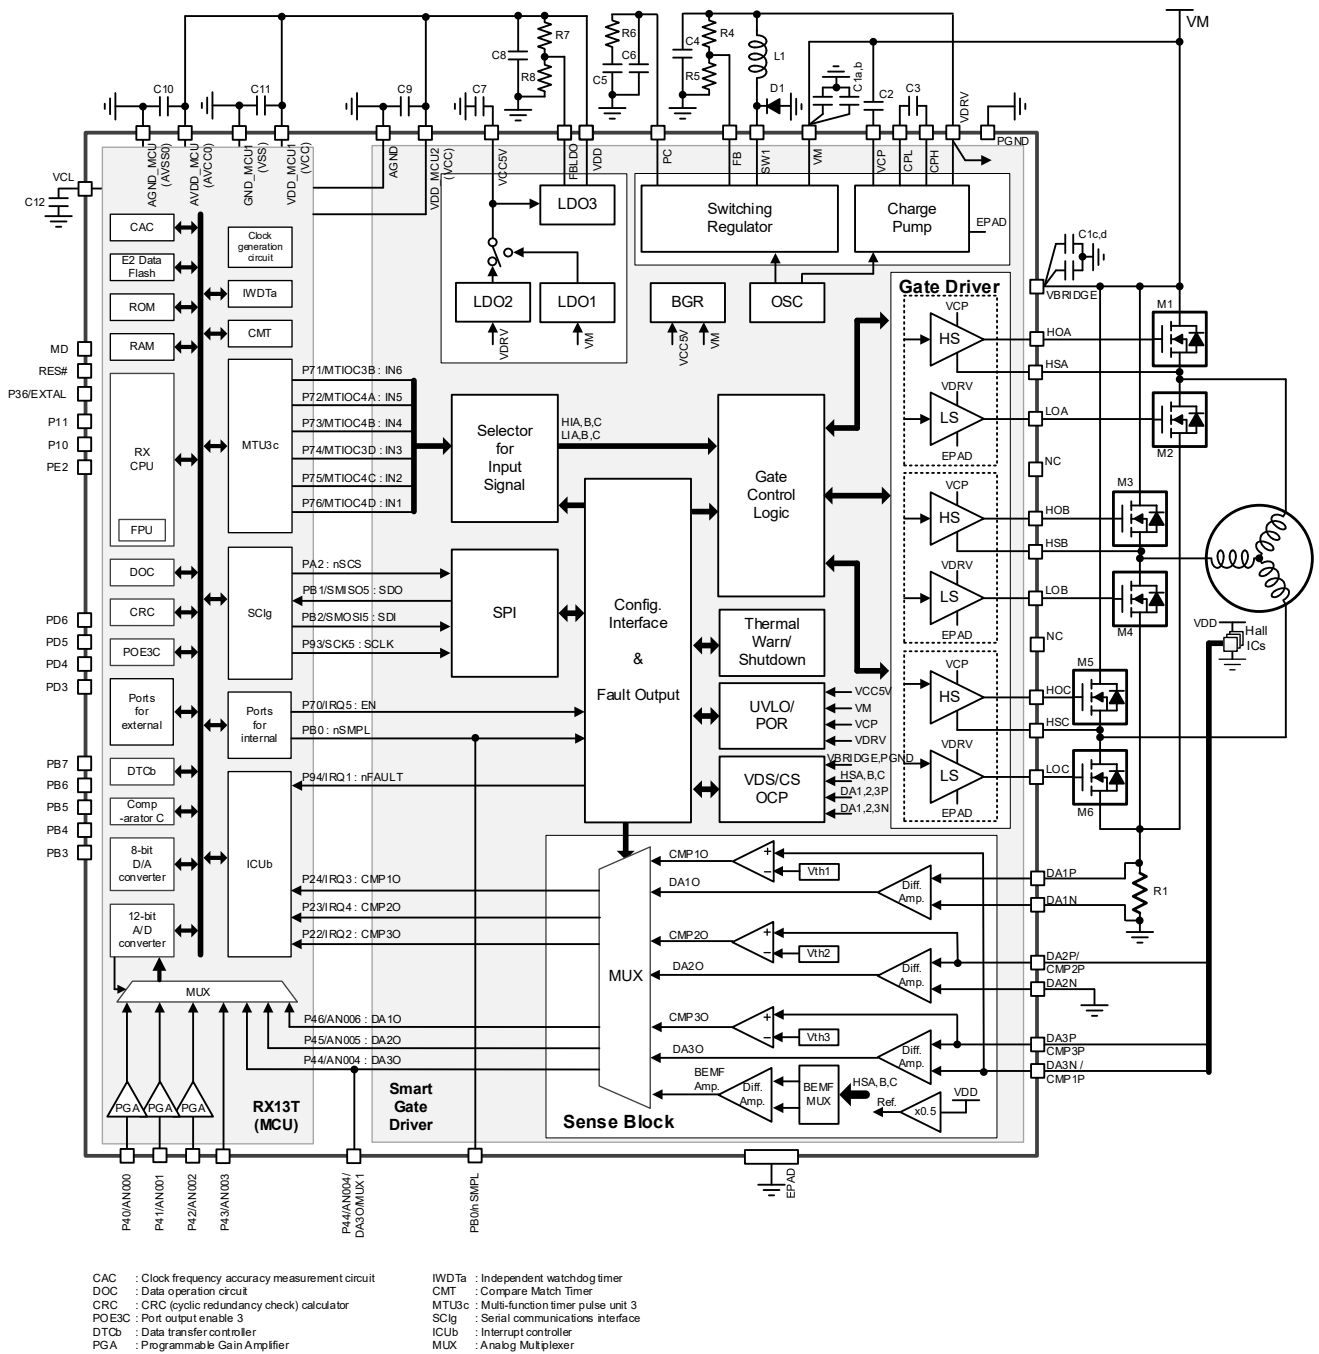 VM
R7
C8
R8
R6
C6
C5
C4
R4
R5
L1
D1
C1a,b
C2
C3
VDRV
C10
C11
C9
C7
PGND
AGND_MCU
(AVSS0)
AVDD_MCU
(AVCC0)
GND_MCU1
(VSS)
VDD_MCU1
(VCC)
AGND
VDD_MCU2
(VCC)
VCC5V
FBLDO
VDD
PC
FB
SW1
VM
VCP
CPL
CPH
VCL
C12
LDO3
LDO2
LDO1
VDRV
VM
Switching
Regulator
Charge
Pump
EPAD
BGR
OSC
VCC5V
VM
C1c,d
VBRIDGE
CAC
E2 Data
Flash
ROM
RAM
RX
CPU
FPU
DOC
CRC
POE3C
Ports
for
external
DTCb
Comp
-arator C
8-bit
D/A
converter
12-bit
A/D
converter
Clock
generation
circuit
IWDTa
CMT
MTU3c
SCIg
Ports
for
internal
ICUb
MUX
PGA
PGA
PGA
RX13T
(MCU)
MD
RES#
P36/EXTAL
P11
P10
PE2
PD6
PD5
PD4
PD3
PB7
PB6
PB5
PB4
PB3
P71/MTIOC3B : IN6
P72/MTIOC4A : IN5
P73/MTIOC4B : IN4
P74/MTIOC3D : IN3
P75/MTIOC4C : IN2
P76/MTIOC4D : IN1
PA2 : nSCS
PB1/SMISO5 : SDO
PB2/SMOSI5 : SDI
P93/SCK5 : SCLK
P70/IRQ5 : EN
PB0 : nSMPL
P94/IRQ1 : nFAULT
P24/IRQ3 : CMP1O
P23/IRQ4 : CMP2O
P22/IRQ2 : CMP3O
P46/AN006 : DA1O
P45/AN005 : DA2O
P44/AN004 : DA3O
Selector
for
Input
Signal
HIA,B,C
LIA,B,C
SPI
Config.
Interface
&
Fault Output
Gate
Control
Logic
Thermal
Warn/
Shutdown
UVLO/
POR
VCC5V
VM
VCP
VDRV
VDS/CS
OCP
VBRIDGE,PGND
HSA,B,C
DA1,2,3P
DA1,2,3N
Gate Driver
VCP
HS
VDRV
LS
EPAD
VCP
HS
VDRV
LS
EPAD
VCP
HS
VDRV
LS
EPAD
HOA
HSA
LOA
NC
HOB
HSB
LOB
NC
HOC
HSC
LOC
M1
M2
M3
M4
M5
M6
VDD
Hall
ICs
R1
DA1P
DA1N
DA2P/
CMP2P
DA2N
DA3P
CMP3P
DA3N /
CMP1P
MUX
CMP1O
DA1O
CMP2O
DA2O
CMP3O
DA3O
BEMF
Amp.
+
−
Vth1
Diff.
Amp.
+
−
Vth2
Diff.
Amp.
+
−
Vth3
Diff.
Amp.
Diff.
Amp.
BEMF
MUX
HSA,B,C
Ref.
x0.5
VDD
Sense Block
Smart
Gate
Driver
P40/AN000
P41/AN001
P42/AN002
P43/AN003
P44/AN004/
DA3O/MUX1
PB0/nSMPL
EPAD
CAC : Clock frequency accuracy measurement circuit
DOC : Data operation circuit
CRC : CRC (cyclic redundancy check) calculator
POE3C : Port output enable 3
DTCb : Data transfer controller
PGA : Programmable Gain Amplifier
IWDTa : Independent watchdog timer
CMT : Compare Match Timer
MTU3c : Multi-function timer pulse unit 3
SCIg : Serial communications interface
ICUb : Interrupt controller
MUX : Analog Multiplexer